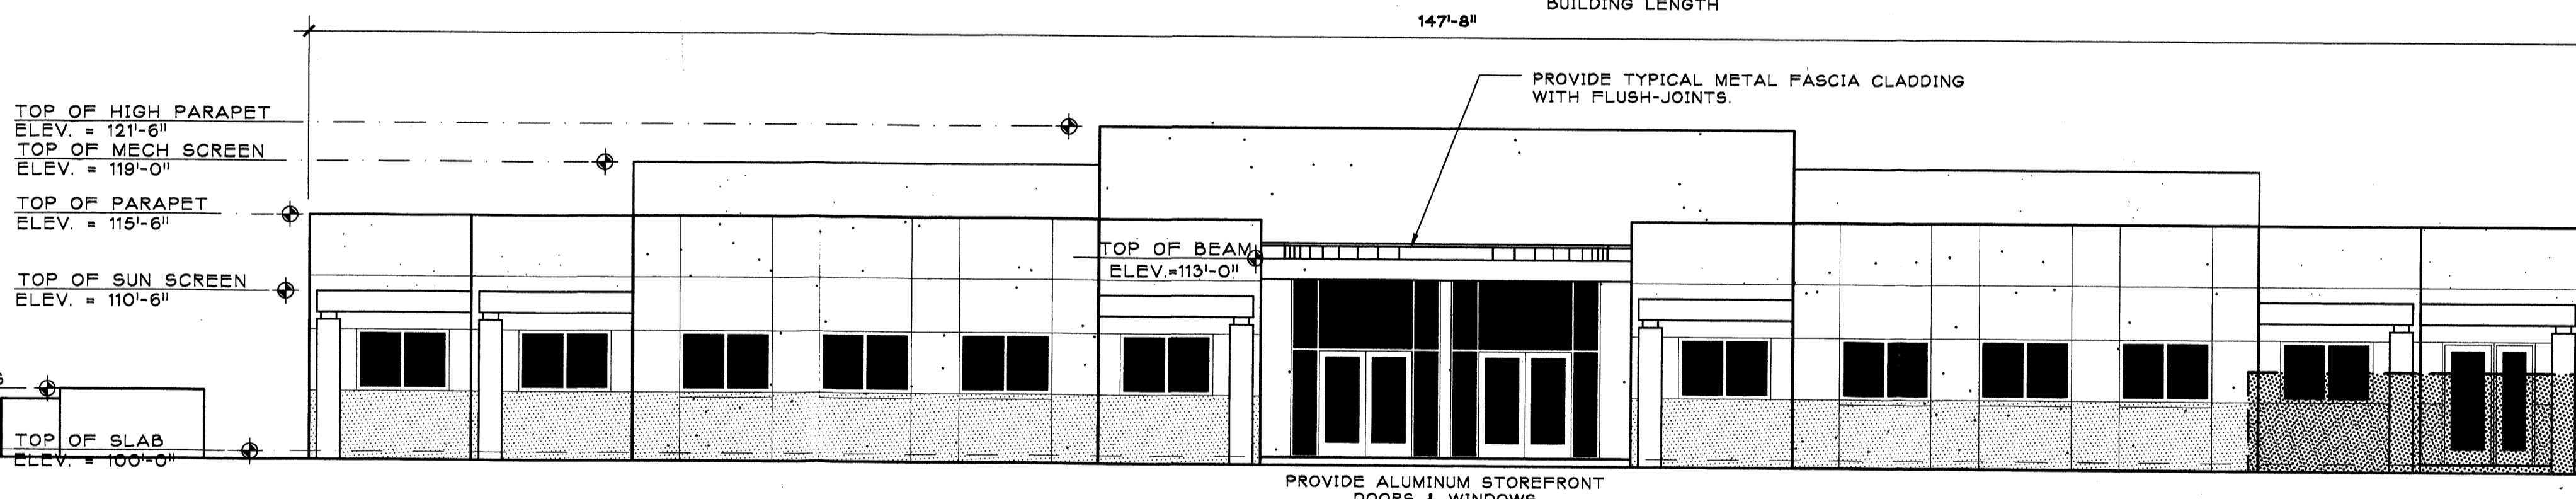 BUILDING LENGTH
147'-8"
PROVIDE TYPICAL METAL FASCIA CLADDING
WITH FLUSH-JOINTS.
TOP OF HIGH PARAPET
ELEV. = 121'-6"
TOP OF MECH SCREEN
ELEV. = 119'-0"
TOP OF PARAPET
ELEV. = 115'-6"
TOP OF BEAM
ELEV.=113'-0"
TOP OF SUN SCREEN
ELEV. = 110'-6"
TOP OF SLAB
ELEV. = 100'-0"
PROVIDE ALUMINUM STOREFRONT
DOORS & WINDOWS